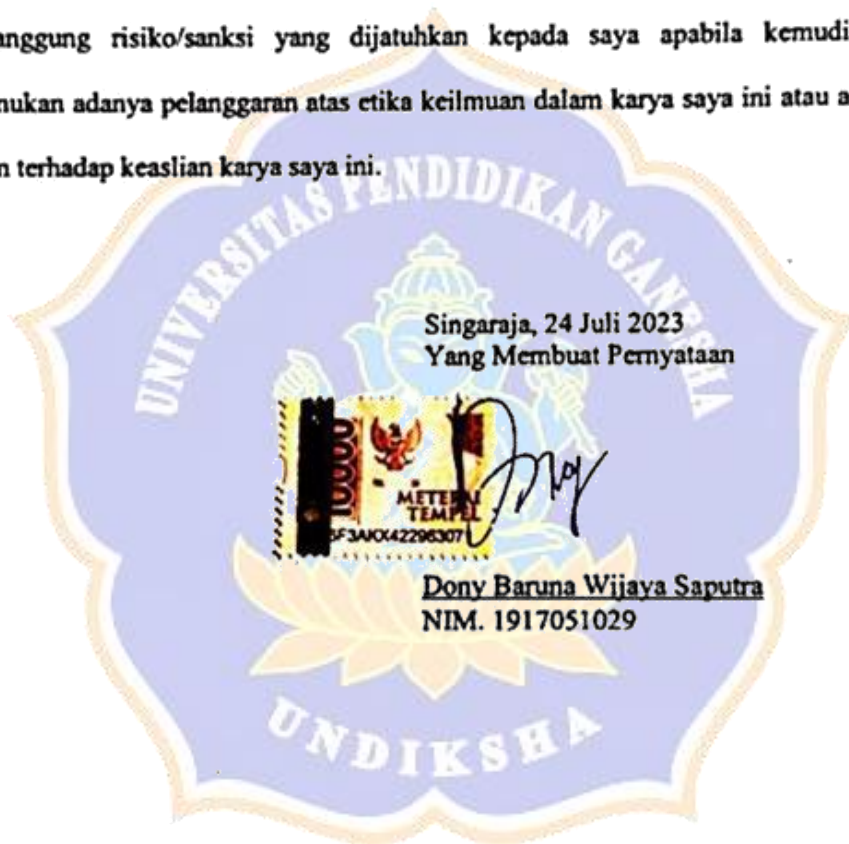 anggung risiko/sanksi yang dijatuhkan kepada saya apabila kemudi
nukan adanya pelanggaran atas etika keilmuan dalam karya saya ini atau a
n terhadap keaslian karya saya ini.
UNIVERSITAS PENDIDIKAN GANESHA
Singaraja, 24 Juli 2023
Yang Membuat Pernyataan
10000
METERAI
TEMPEL
5F3AKX42296307
Dony Baruna Wijaya Saputra
NIM. 1917051029
UNDIKSHA